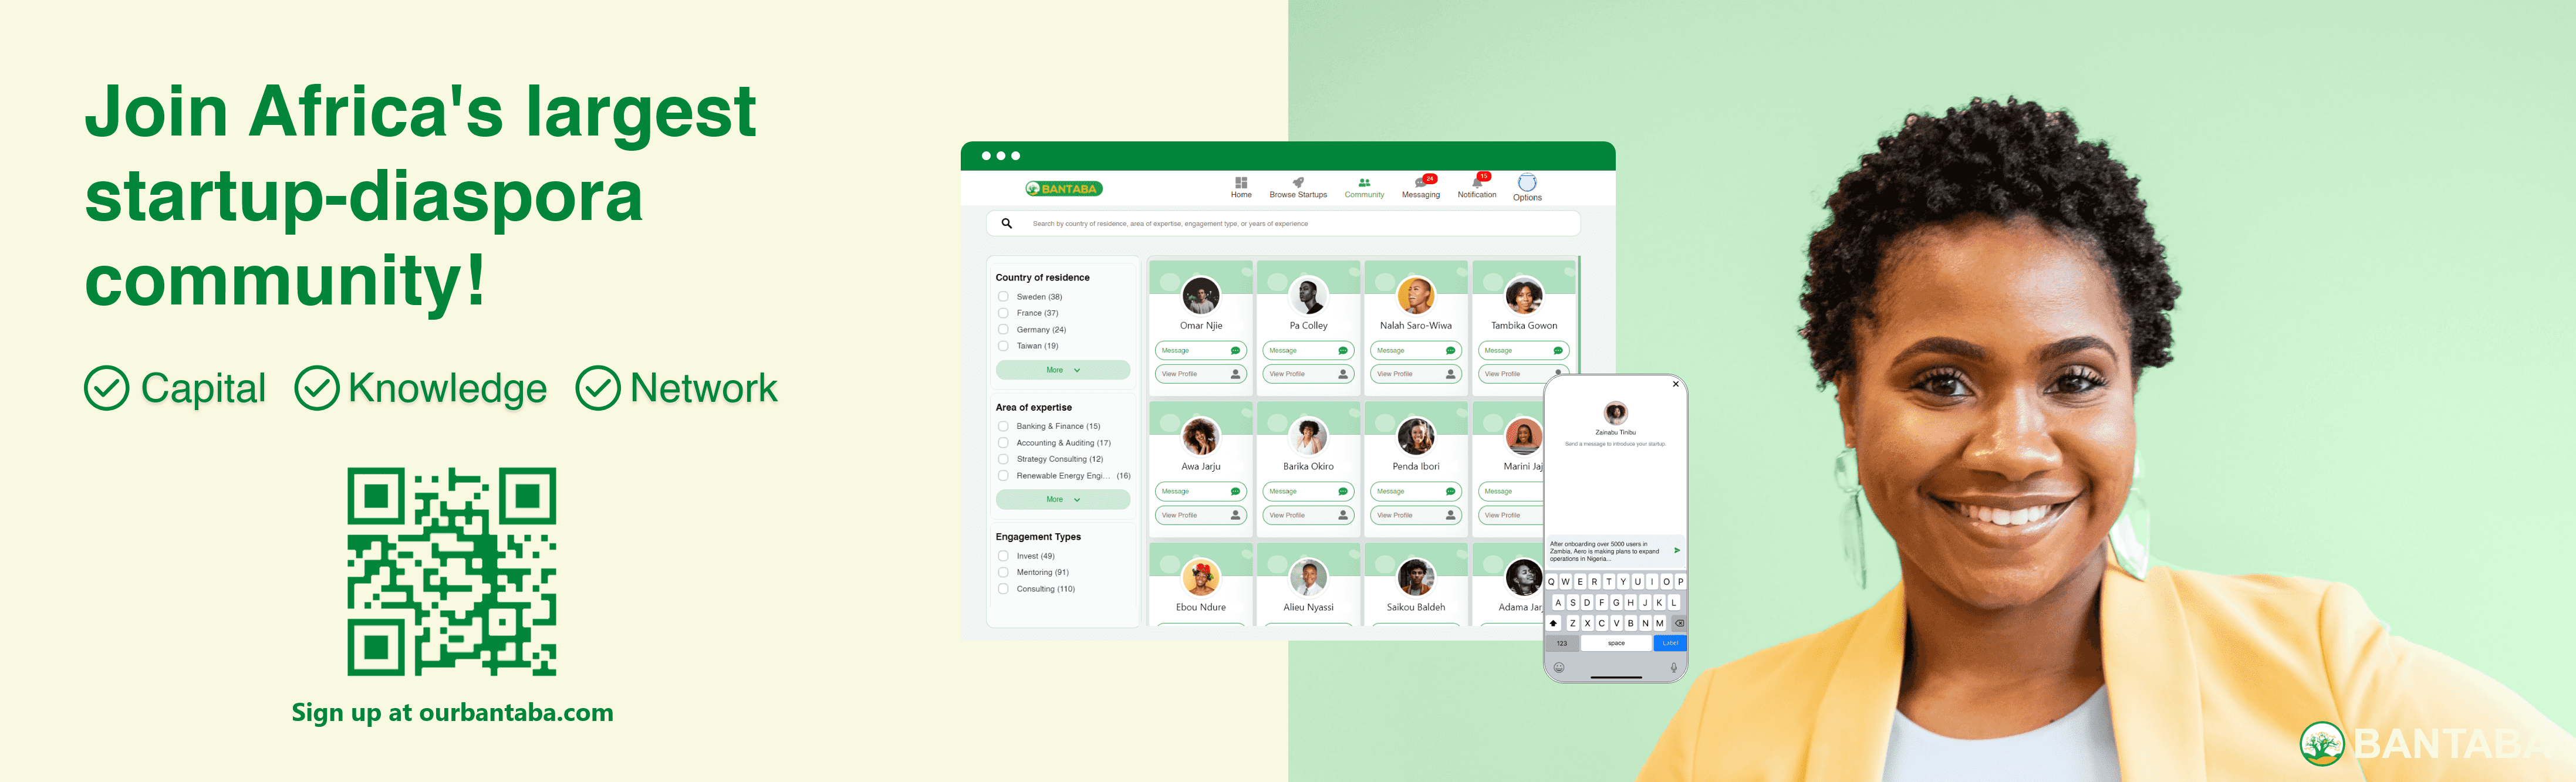 Join Africa's largest
startup-diaspora
community!
Capital Knowledge Network
Sign up at ourbantaba.com
BANTABA
Home Browse Startups Community Messaging Notification Options
24
15
Search by country of residence, area of expertise, engagement type, or years of experience
Country of residence
Sweden (38)
France (37)
Germany (24)
Taiwan (19)
More
Area of expertise
Banking & Finance (15)
Accounting & Auditing (17)
Strategy Consulting (12)
Renewable Energy Engi... (16)
More
Engagement Types
Invest (49)
Mentoring (91)
Consulting (110)
Omar Njie Pa Colley Nalah Saro-Wiwa Tambika Gowon
Message Message Message Message
View Profile View Profile View Profile View Profile
Awa Jarju Barika Okiro Penda Ibori Marini Jaj
Message Message Message Message
View Profile View Profile View Profile View Profile
Ebou Ndure Alieu Nyassi Saikou Baldeh Adama Jar
Zainabu Tinibu
Send a message to introduce your startup.
After onboarding over 5000 users in
Zambia, Aero is making plans to expand
operations in Nigeria...
Q W E R T Y U I O P
A S D F G H J K L
Z X C V B N M
123 space Label
BANTABA